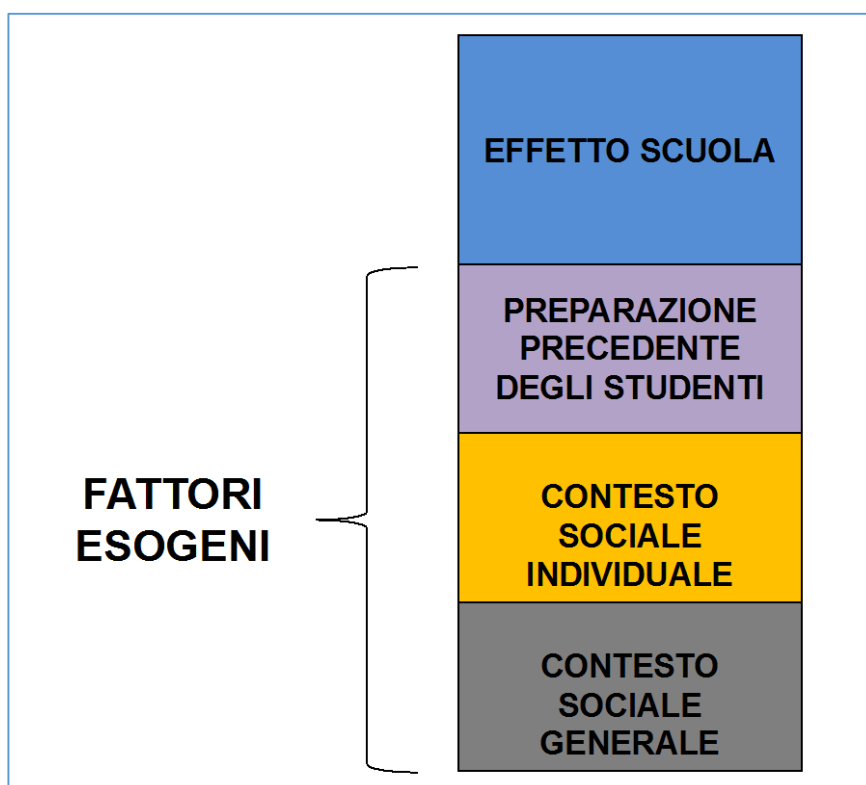 EFFETTO SCUOLA
PREPARAZIONE
PRECEDENTE
DEGLI STUDENTI
FATTORI
ESOGENI
CONTESTO
SOCIALE
INDIVIDUALE
CONTESTO
SOCIALE
GENERALE